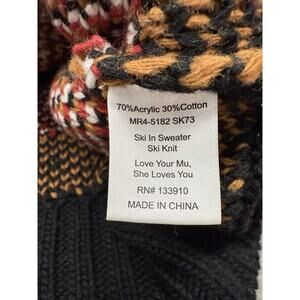 70%Acrylic 30%Cotton
MR4-5182 SK73
Ski In Sweater
Ski Knit
Love Your Mu,
She Loves You
RN# 133910
MADE IN CHINA